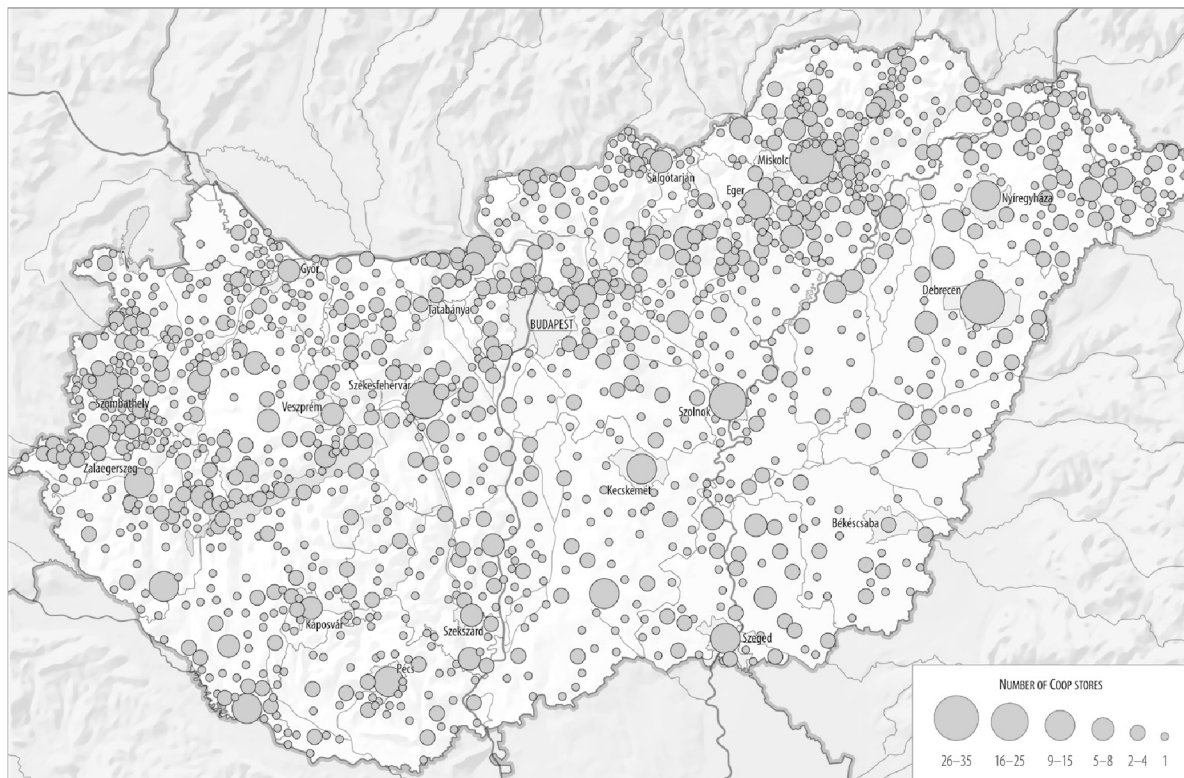 Salgótarján
Miskolc
Eger
Nyíregyháza
Győr
Tatabánya
BUDAPEST
Debrecen
Szombathely
Veszprém
Székesfehérvár
Szolnok
Zalaegerszeg
Kecskemét
Békéscsaba
Kaposvár
Szekszárd
Szeged
Pécs
NUMBER OF COOP STORES
26–35 16–25 9–15 5–8 2–4 1